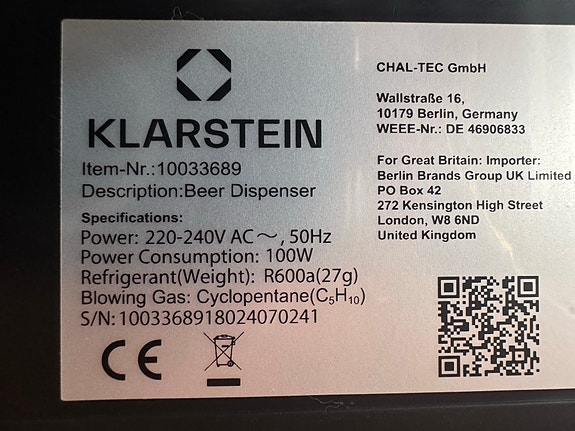 KLARSTEIN
Item-Nr.:10033689
Description:Beer Dispenser
Specifications:
Power: 220-240V AC～, 50Hz
Power Consumption: 100W
Refrigerant(Weight): R600a(27g)
Blowing Gas: Cyclopentane(C₅H₁₀)
S/N: 1003368918024070241
CE
CHAL-TEC GmbH
Wallstraße 16,
10179 Berlin, Germany
WEEE-Nr.: DE 46906833
For Great Britain: Importer:
Berlin Brands Group UK Limited
PO Box 42
272 Kensington High Street
London, W8 6ND
United Kingdom